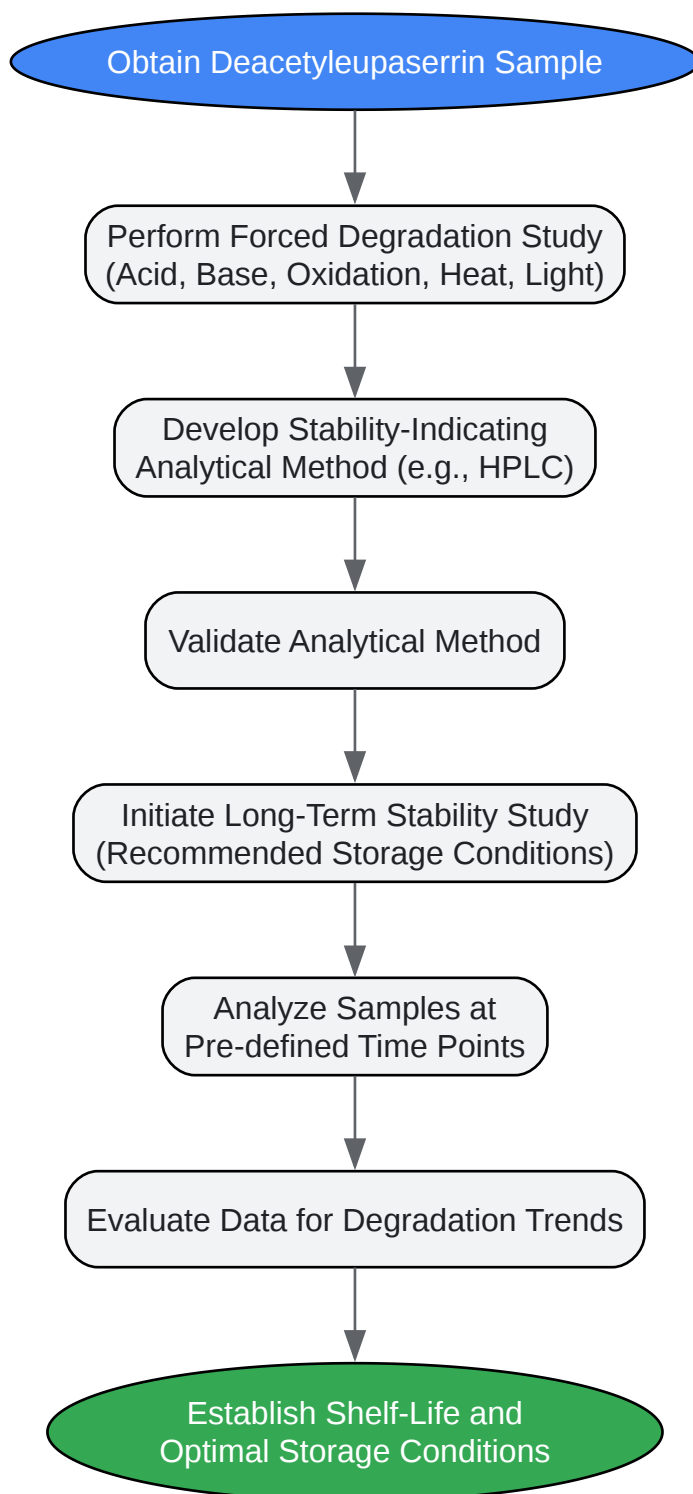 Obtain Deacetyleupaserrin Sample
Perform Forced Degradation Study
(Acid, Base, Oxidation, Heat, Light)
Develop Stability-Indicating
Analytical Method (e.g., HPLC)
Validate Analytical Method
Initiate Long-Term Stability Study
(Recommended Storage Conditions)
Analyze Samples at
Pre-defined Time Points
Evaluate Data for Degradation Trends
Establish Shelf-Life and
Optimal Storage Conditions